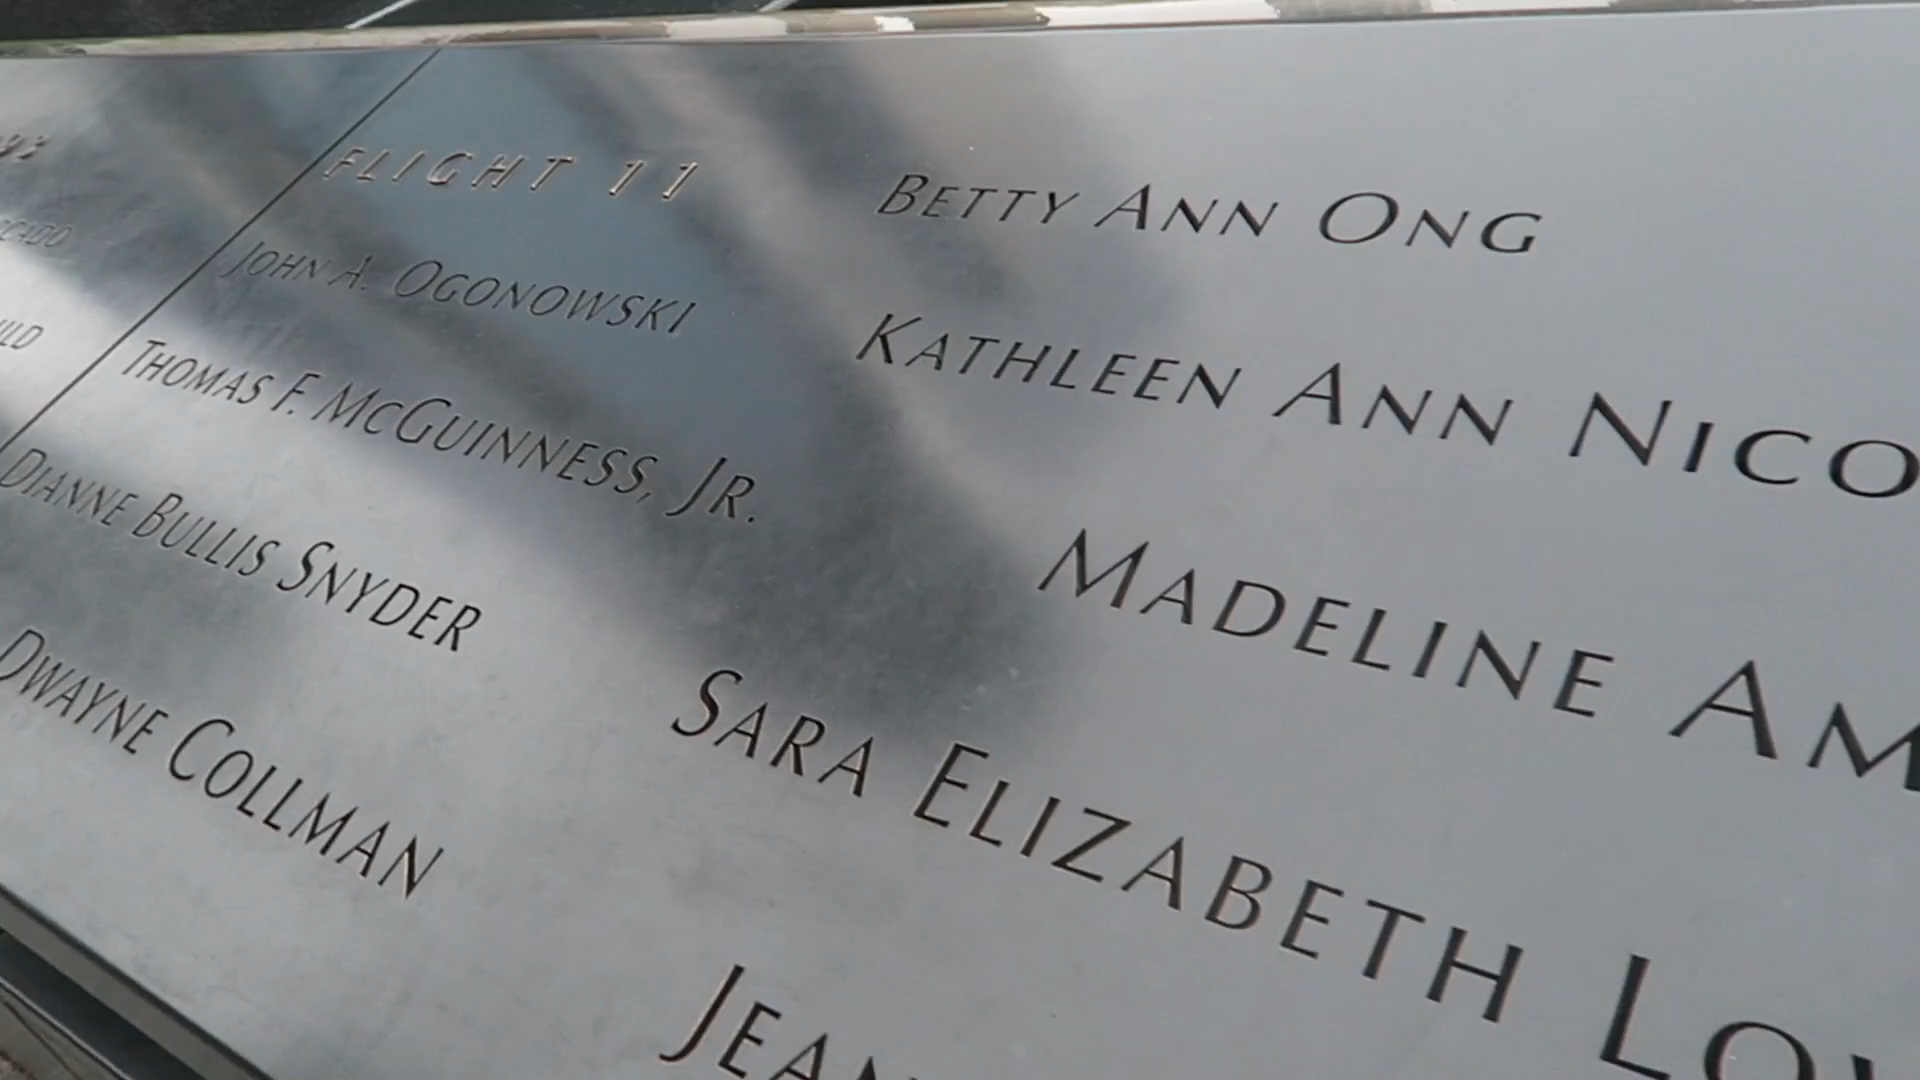 FLIGHT 11
JOHN A. OGONOWSKI
THOMAS F. MCGUINNESS, JR.
DIANNE BULLIS SNYDER
DWAYNE COLLMAN
BETTY ANN ONG
KATHLEEN ANN NICO
MADELINE AM
SARA ELIZABETH LOW
JEAN